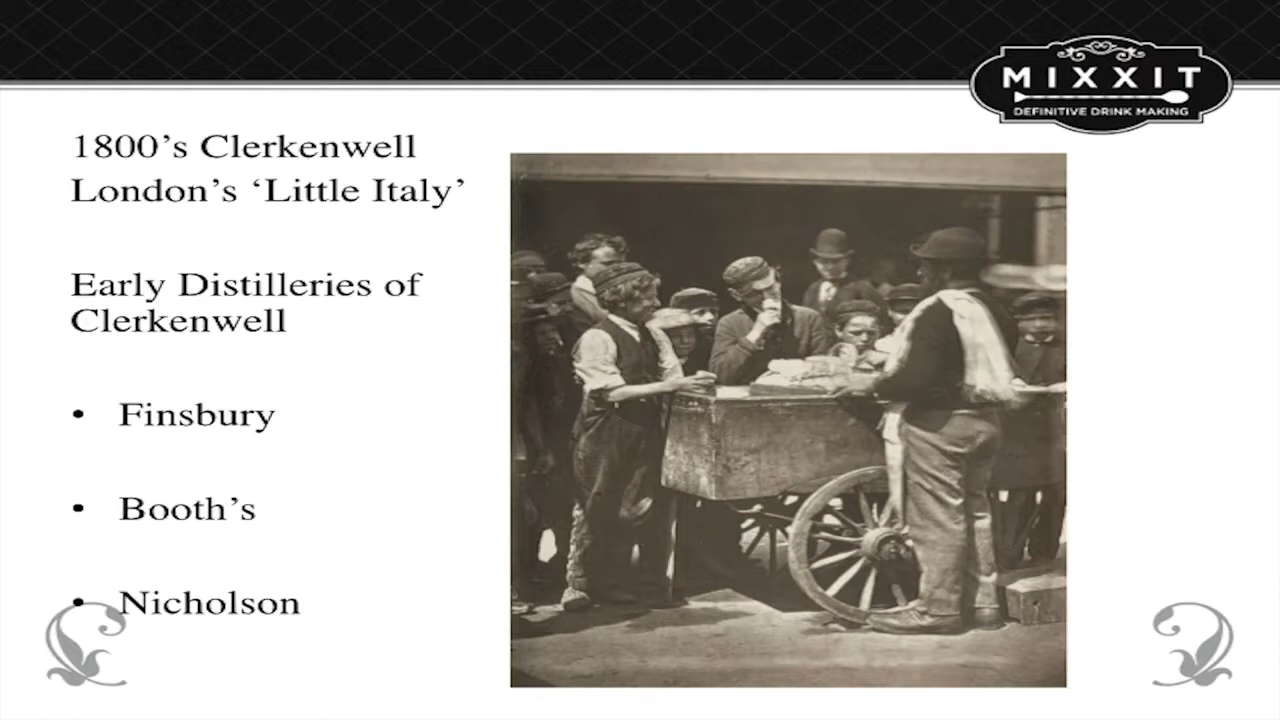 MIXXIT
DEFINITIVE DRINK MAKING
1800’s Clerkenwell
London’s ‘Little Italy’
Early Distilleries of
Clerkenwell
• Finsbury
• Booth’s
• Nicholson